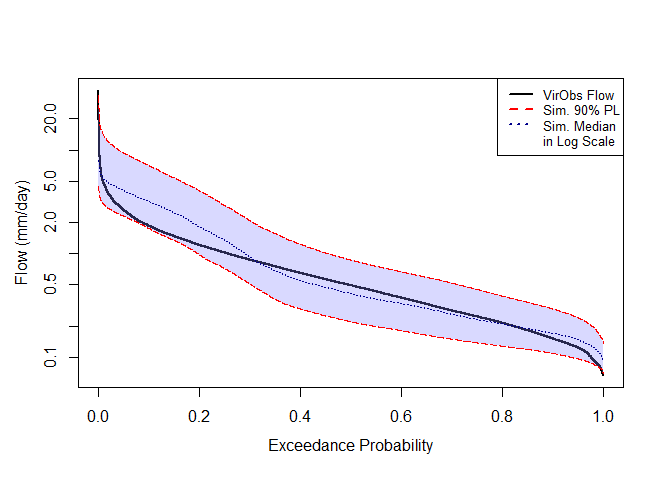 VirObs Flow
Sim. 90% PL
Sim. Median
in Log Scale
Flow (mm/day)
20.0
5.0
2.0
0.5
0.1
0.0 0.2 0.4 0.6 0.8 1.0
Exceedance Probability